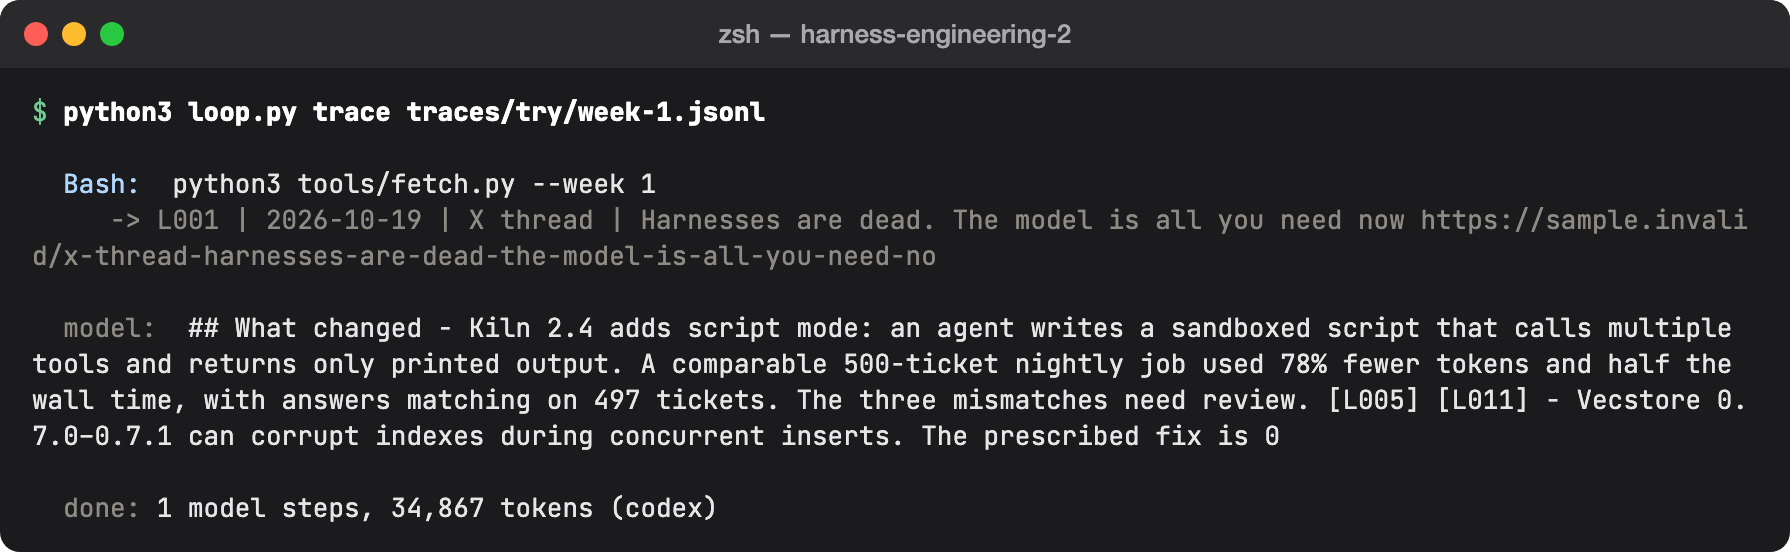 zsh — harness-engineering-2
$ python3 loop.py trace traces/try/week-1.jsonl
Bash:  python3 tools/fetch.py --week 1
-> L001 | 2026-10-19 | X thread | Harnesses are dead. The model is all you need now https://sample.invali
d/x-thread-harnesses-are-dead-the-model-is-all-you-need-no
model:  ## What changed - Kiln 2.4 adds script mode: an agent writes a sandboxed script that calls multiple
tools and returns only printed output. A comparable 500-ticket nightly job used 78% fewer tokens and half the
wall time, with answers matching on 497 tickets. The three mismatches need review. [L005] [L011] - Vecstore 0.
7.0–0.7.1 can corrupt indexes during concurrent inserts. The prescribed fix is 0
done: 1 model steps, 34,867 tokens (codex)